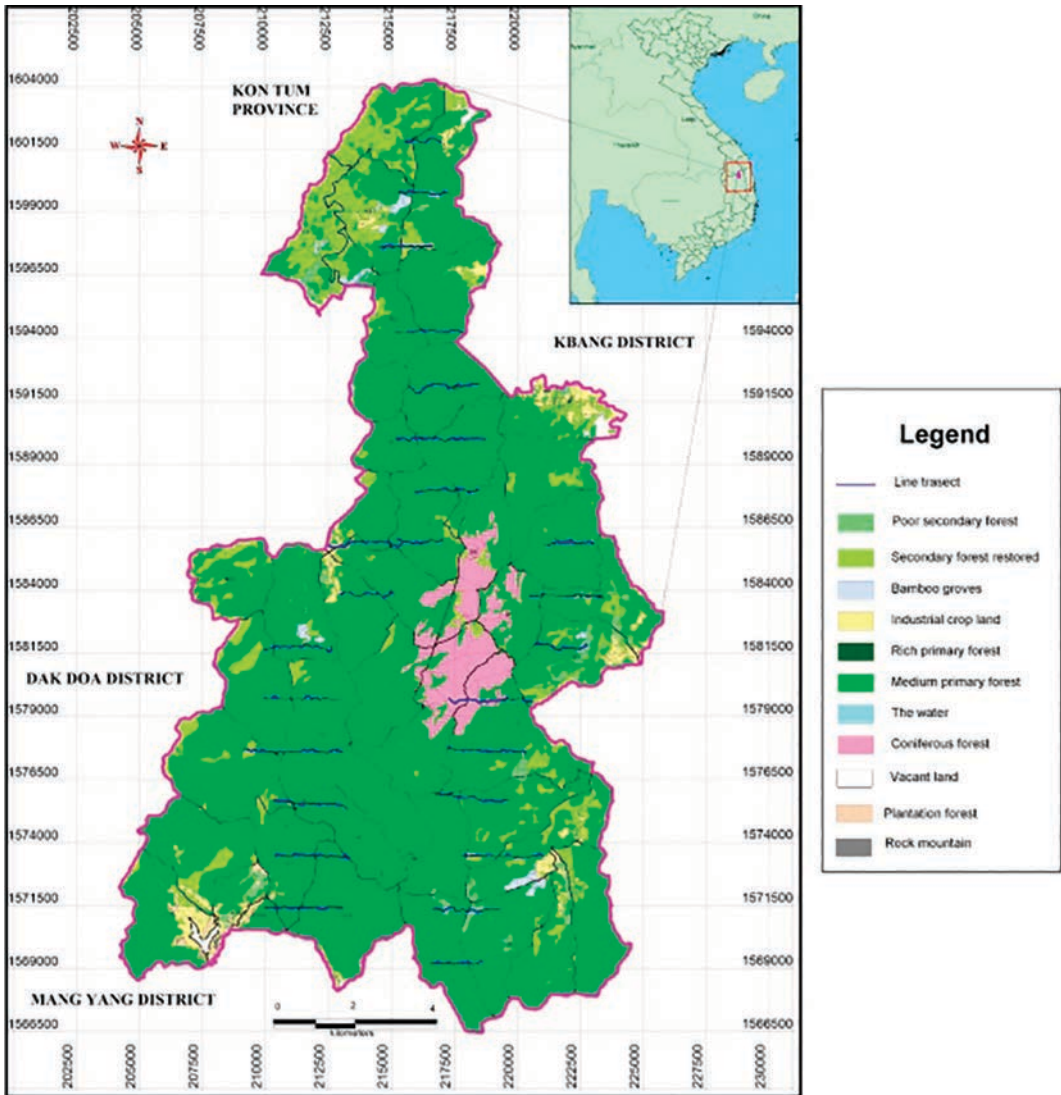 202500
205000
207500
210000
212500
215000
217500
220000
China
Laos
1604000
KON TUM
PROVINCE
N
W E
S
1601500
1599000
1596500
1594000
1594000
KBANG DISTRICT
1591500
1591500
1589000
1589000
1586500
1586500
1584000
1584000
1581500
1581500
DAK DOA DISTRICT
1579000
1579000
1576500
1576500
1574000
1574000
1571500
1571500
1569000
1569000
MANG YANG DISTRICT
0 2 4
Kilometers
1566500
1566500
202500
205000
207500
210000
212500
215000
217500
220000
222500
225000
227500
230000
Legend
Line trasect
Poor secondary forest
Secondary forest restored
Bamboo groves
Industrial crop land
Rich primary forest
Medium primary forest
The water
Coniferous forest
Vacant land
Plantation forest
Rock mountain